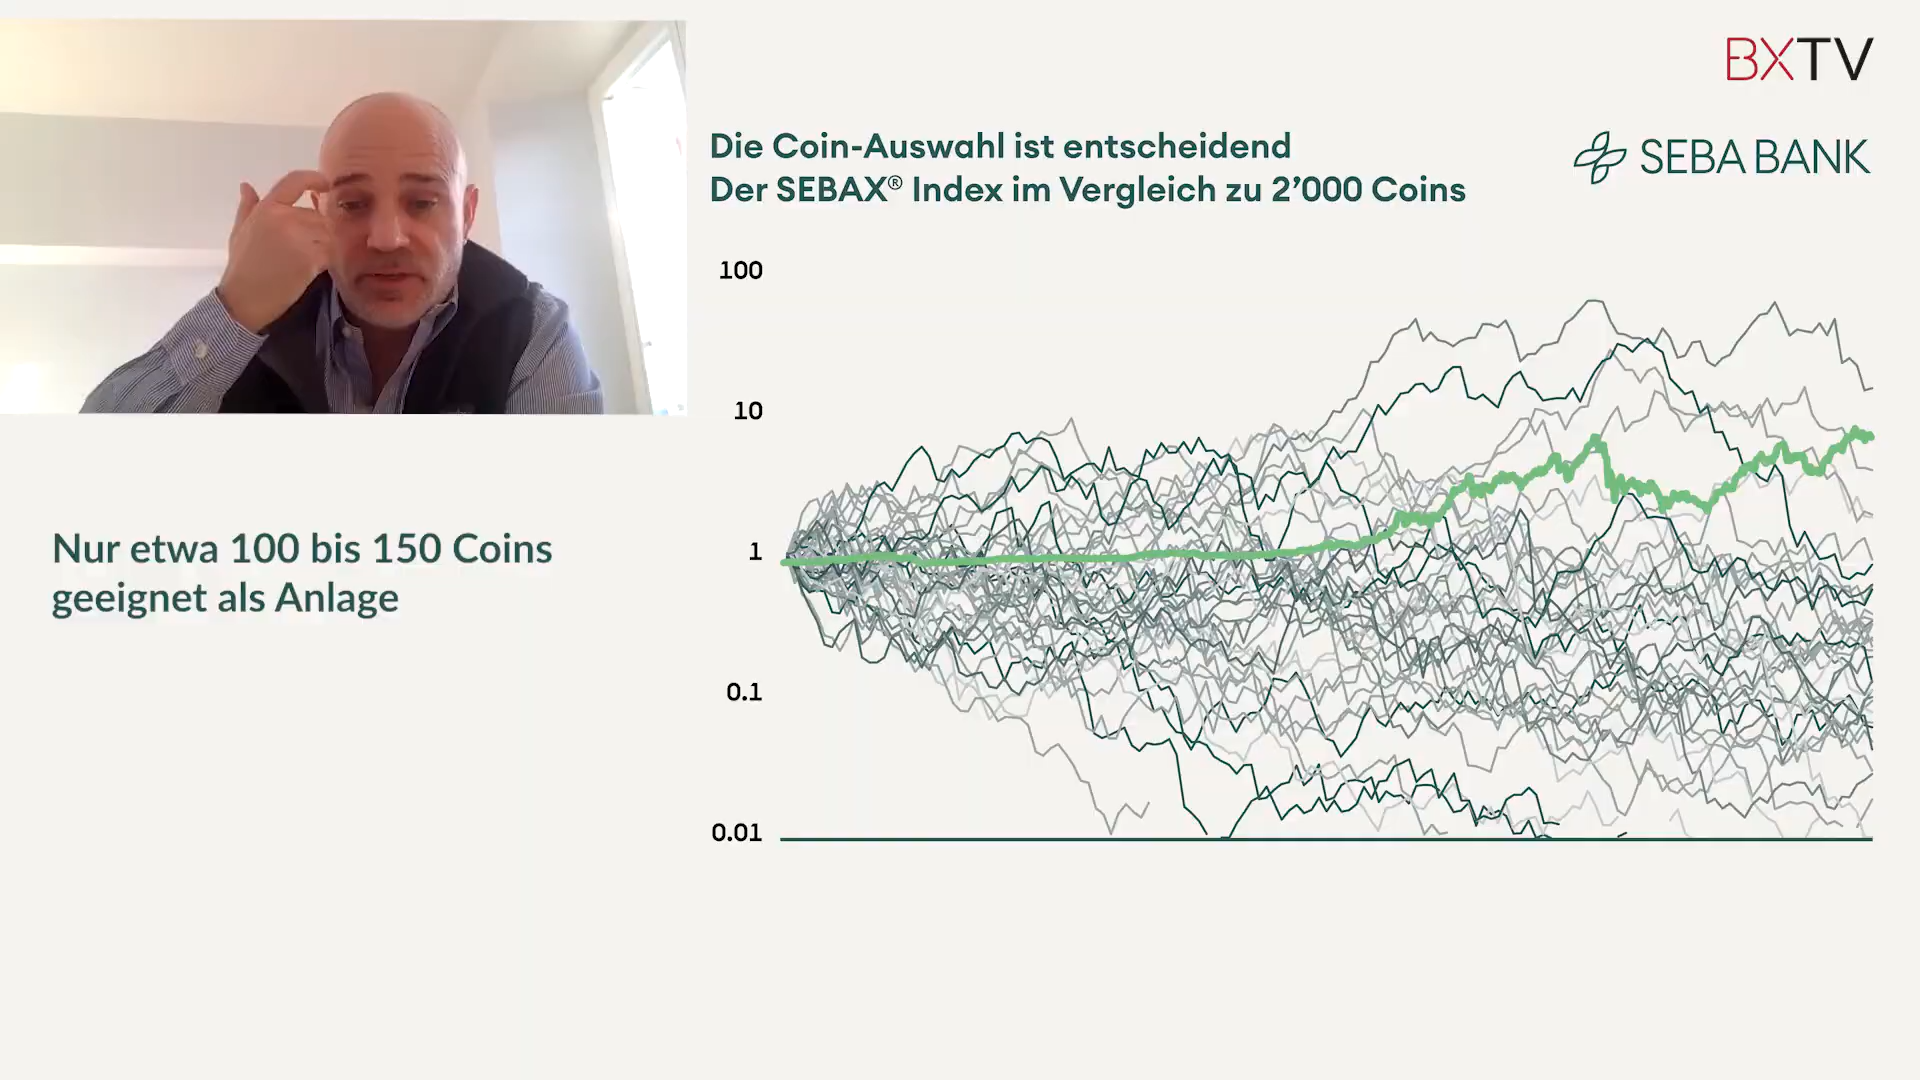 BXTV
Die Coin-Auswahl ist entscheidend
Der SEBAX® Index im Vergleich zu 2’000 Coins
SEBA BANK
100
10
1
0.1
0.01
Nur etwa 100 bis 150 Coins
geeignet als Anlage